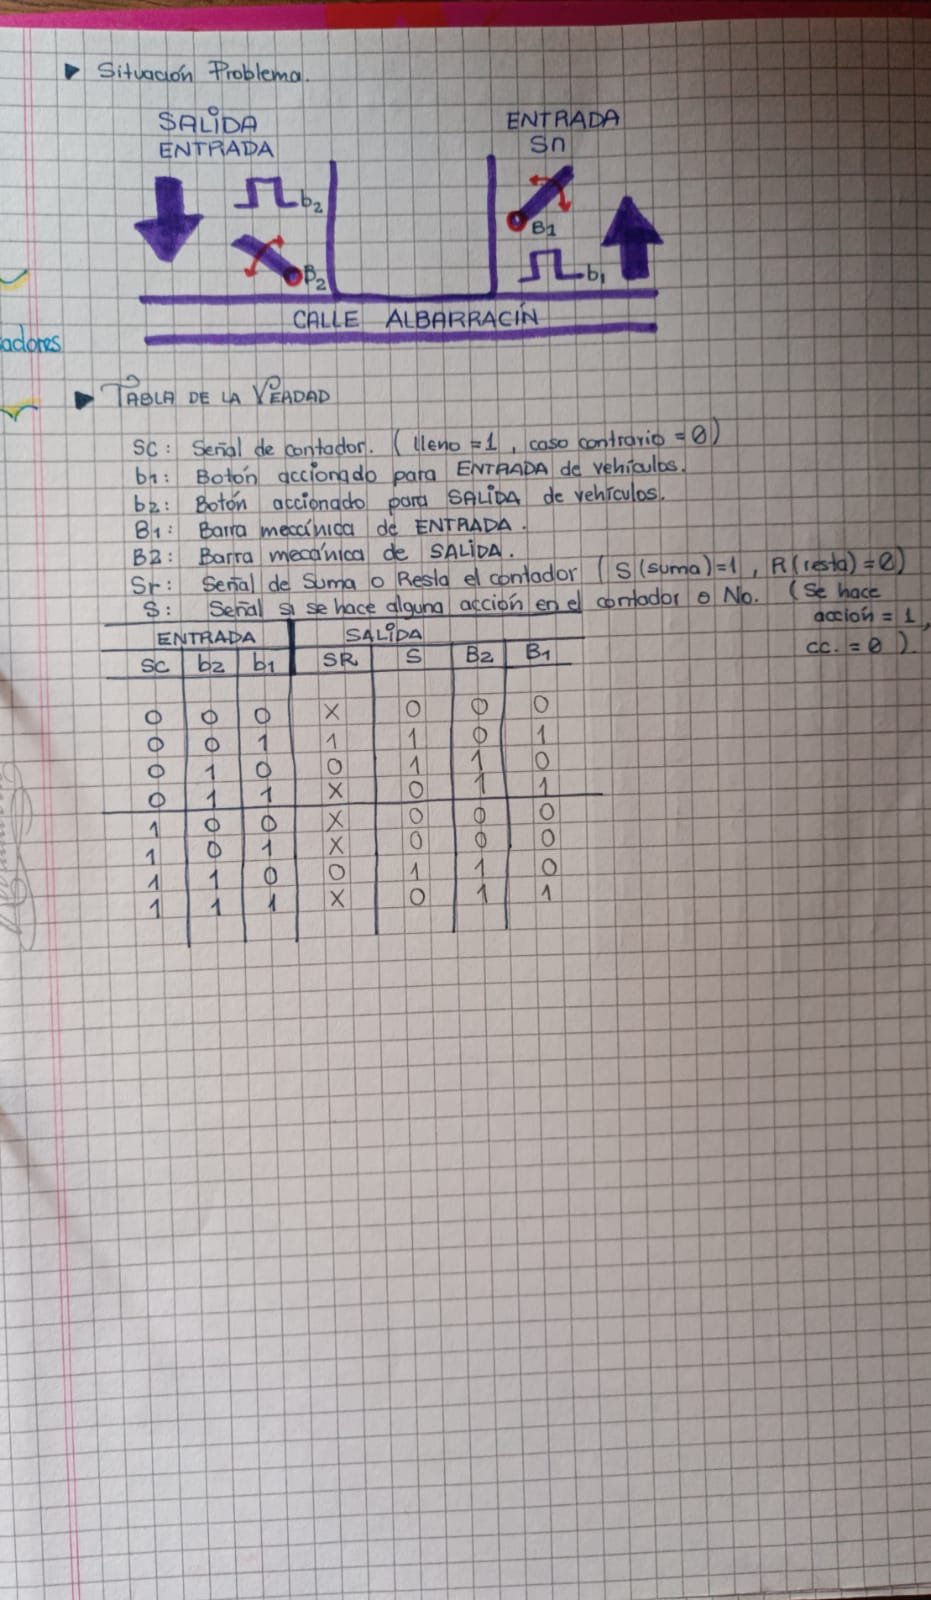 ▶ Situación Problema.
SALIDA
ENTRADA
ENTRADA
Sn
b2
B2
B1
b1
CALLE ALBARRACÍN
adores
▶ TABLA DE LA VERDAD
SC: Señal de contador. (lleno = 1, caso contrario = 0)
b1: Botón accionado para ENTRADA de vehículos.
b2: Botón accionado para SALIDA de vehículos.
B1: Barra mecánica de ENTRADA.
B2: Barra mecánica de SALIDA.
Sr: Señal de Suma o Resta el contador (S(suma)=1, R(resta)=0)
S: Señal si se hace alguna acción en el contador o No. (Se hace
acción = 1,
cc. = 0).
ENTRADA SALIDA
SC b2 b1 SR S B2 B1
0 0 0 X 0 0 0
0 0 1 1 1 0 1
0 1 0 0 1 1 0
0 1 1 X 0 1 1
1 0 0 X 0 0 0
1 0 1 X 0 0 0
1 1 0 0 1 1 0
1 1 1 X 0 1 1